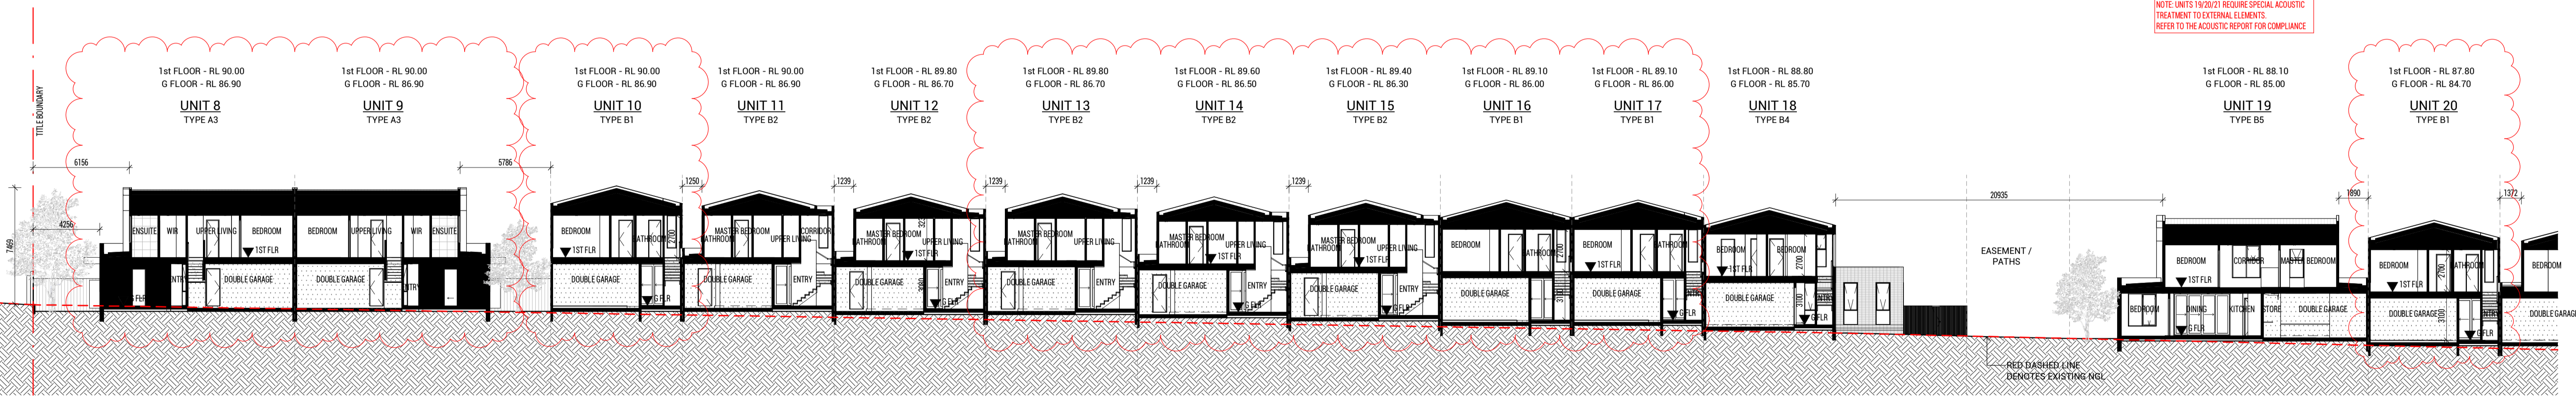 NOTE: UNITS 19/20/21 REQUIRE SPECIAL ACOUSTIC
TREATMENT TO EXTERNAL ELEMENTS.
REFER TO THE ACOUSTIC REPORT FOR COMPLIANCE
TITLE BOUNDARY
1st FLOOR - RL 90.00
G FLOOR - RL 86.90
UNIT 8
TYPE A3
1st FLOOR - RL 90.00
G FLOOR - RL 86.90
UNIT 9
TYPE A3
1st FLOOR - RL 90.00
G FLOOR - RL 86.90
UNIT 10
TYPE B1
1st FLOOR - RL 90.00
G FLOOR - RL 86.90
UNIT 11
TYPE B2
1st FLOOR - RL 89.80
G FLOOR - RL 86.70
UNIT 12
TYPE B2
1st FLOOR - RL 89.80
G FLOOR - RL 86.70
UNIT 13
TYPE B2
1st FLOOR - RL 89.60
G FLOOR - RL 86.50
UNIT 14
TYPE B2
1st FLOOR - RL 89.40
G FLOOR - RL 86.30
UNIT 15
TYPE B2
1st FLOOR - RL 89.10
G FLOOR - RL 86.00
UNIT 16
TYPE B1
1st FLOOR - RL 89.10
G FLOOR - RL 86.00
UNIT 17
TYPE B1
1st FLOOR - RL 88.80
G FLOOR - RL 85.70
UNIT 18
TYPE B4
1st FLOOR - RL 88.10
G FLOOR - RL 85.00
UNIT 19
TYPE B5
1st FLOOR - RL 87.80
G FLOOR - RL 84.70
UNIT 20
TYPE B1
6156
5786
1250
1239
1239
1239
1239
20935
1890
1372
4256
7469
ENSUITE
WIR
UPPER LIVING
BEDROOM
1ST FLR
DOUBLE GARAGE
G FLR
BEDROOM
UPPER LIVING
WIR
ENSUITE
DOUBLE GARAGE
ENTRY
BEDROOM
BATHROOM
2700
1ST FLR
DOUBLE GARAGE
G FLR
MASTER BEDROOM
BATHROOM
UPPER LIVING
CORRIDOR
DOUBLE GARAGE
ENTRY
MASTER BEDROOM
BATHROOM
UPPER LIVING
1ST FLR
DOUBLE GARAGE
ENTRY
G FLR
MASTER BEDROOM
BATHROOM
UPPER LIVING
DOUBLE GARAGE
ENTRY
MASTER BEDROOM
BATHROOM
UPPER LIVING
1ST FLR
DOUBLE GARAGE
ENTRY
G FLR
MASTER BEDROOM
BATHROOM
UPPER LIVING
1ST FLR
DOUBLE GARAGE
ENTRY
G FLR
BEDROOM
BATHROOM
2700
DOUBLE GARAGE
3100
BEDROOM
BATHROOM
1ST FLR
DOUBLE GARAGE
G FLR
BEDROOM
BEDROOM
2700
1ST FLR
DOUBLE GARAGE
3100
ENTRY
G FLR
EASEMENT /
PATHS
RED DASHED LINE
DENOTES EXISTING NGL
BEDROOM
CORRIDOR
MASTER BEDROOM
1ST FLR
BEDROOM
DINING
KITCHEN
STORE
DOUBLE GARAGE
G FLR
BEDROOM
2700
BATHROOM
1ST FLR
DOUBLE GARAGE
3100
G FLR
BEDROOM
DOUBLE GARAGE